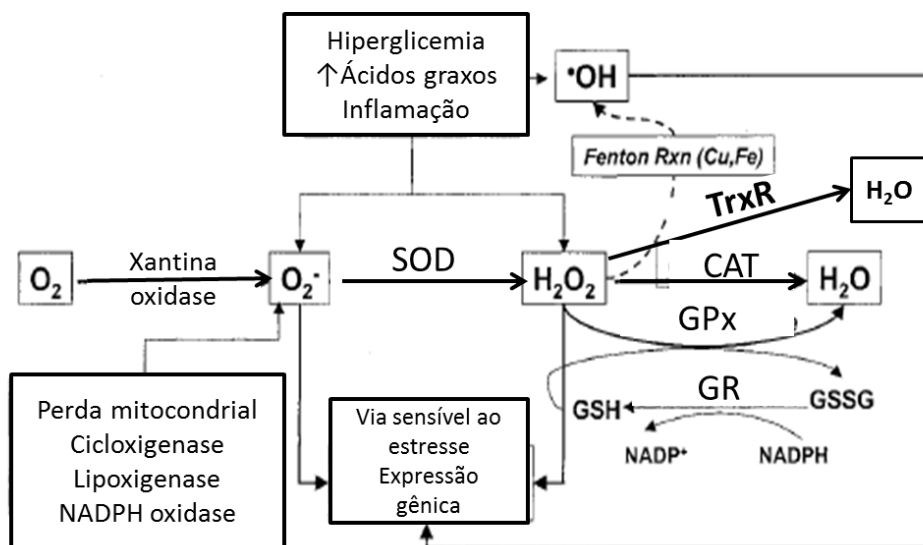 Hiperglicemia
↑Ácidos graxos
Inflamação
•OH
Fenton Rxn (Cu,Fe)
TrxR
H₂O
O₂
Xantina
oxidase
O₂⁻
SOD
H₂O₂
CAT
H₂O
GPx
GSH
GR
GSSG
NADP⁺
NADPH
Perda mitocondrial
Cicloxigenase
Lipoxigenase
NADPH oxidase
Via sensível ao
estresse
Expressão
gênica